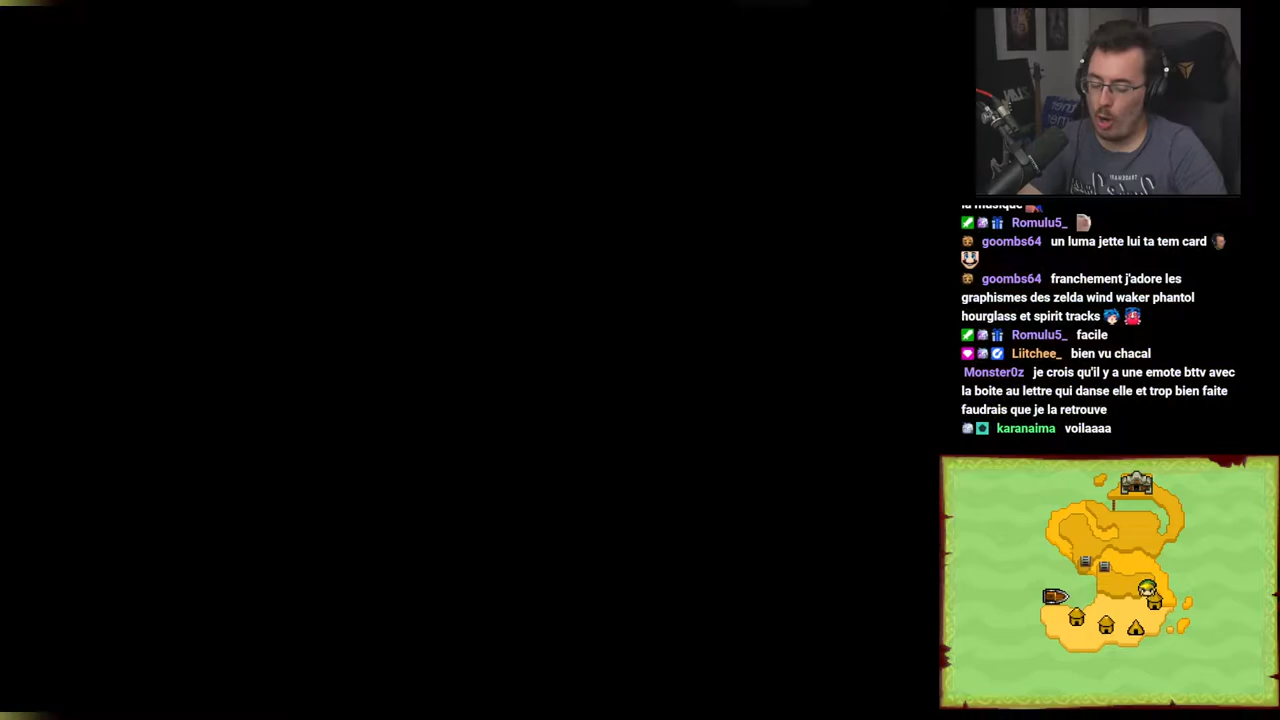 la musique
Romulu5_
goombs64 un luma jette lui ta tem card
goombs64 franchement j'adore les
graphismes des zelda wind waker phantol
hourglass et spirit tracks
Romulu5_ facile
Liitchee_ bien vu chacal
Monster0z je crois qu'il y a une emote bttv avec
la boite au lettre qui danse elle et trop bien faite
faudrais que je la retrouve
karanaima voilaaaa